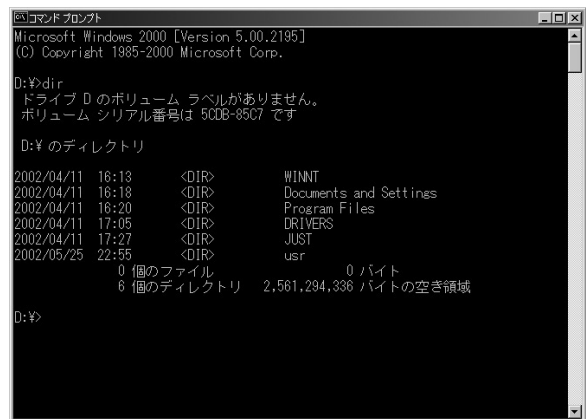 コマンド プロンプト
Microsoft Windows 2000 [Version 5.00.2195]
(C) Copyright 1985-2000 Microsoft Corp.
D:¥>dir
ドライブ D のボリューム ラベルがありません。
ボリューム シリアル番号は 5CDB-85C7 です
D:¥ のディレクトリ
2002/04/11  16:13       <DIR>          WINNT
2002/04/11  16:18       <DIR>          Documents and Settings
2002/04/11  16:20       <DIR>          Program Files
2002/04/11  17:05       <DIR>          DRIVERS
2002/04/11  17:27       <DIR>          JUST
2002/05/25  22:55       <DIR>          usr
0 個のファイル                   0 バイト
6 個のディレクトリ   2,561,294,336 バイトの空き領域
D:¥>